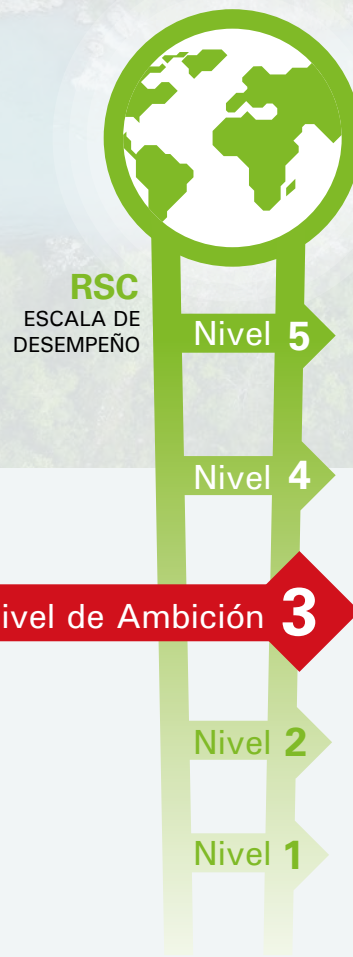 RSC
ESCALA DE
DESEMPEÑO
Nivel 5
Nivel 4
ivel de Ambición 3
Nivel 2
Nivel 1